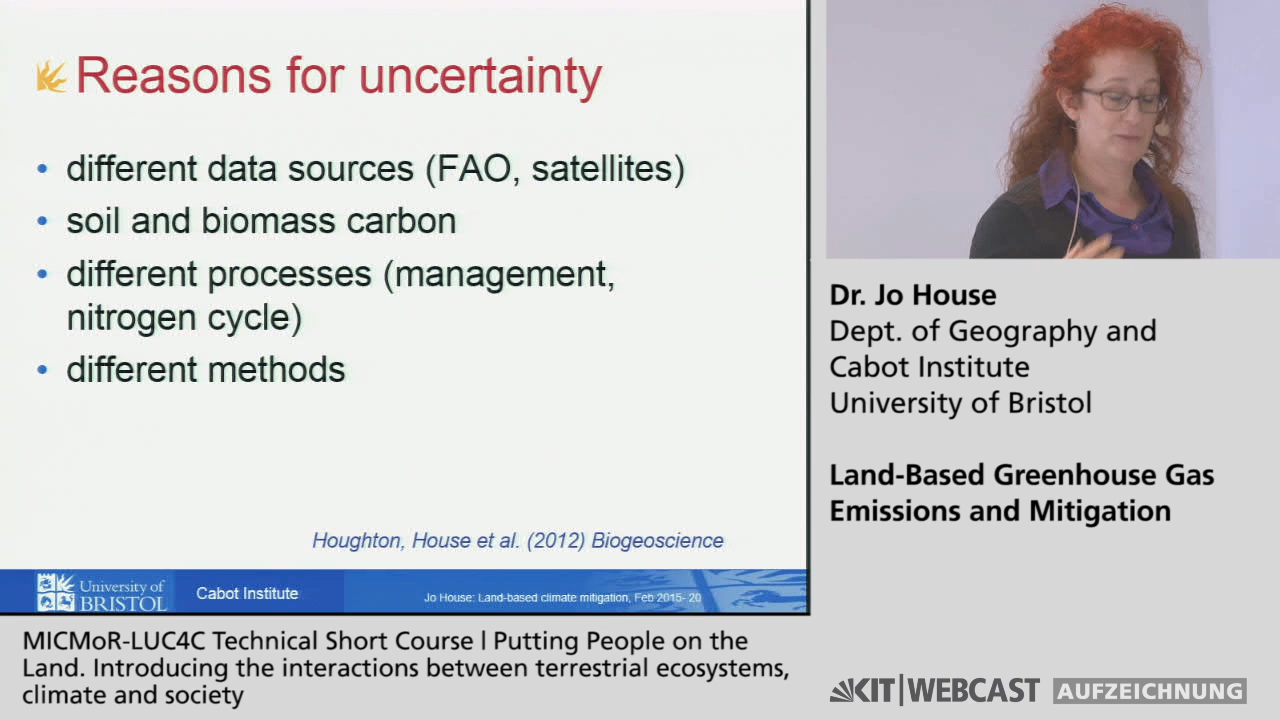 Reasons for uncertainty
• different data sources (FAO, satellites)
• soil and biomass carbon
• different processes (management,
nitrogen cycle)
• different methods
Houghton, House et al. (2012) Biogeoscience
University of
BRISTOL
Cabot Institute
Jo House: Land-based climate mitigation, Feb 2015- 20
Dr. Jo House
Dept. of Geography and
Cabot Institute
University of Bristol
Land-Based Greenhouse Gas
Emissions and Mitigation
MICMoR-LUC4C Technical Short Course | Putting People on the
Land. Introducing the interactions between terrestrial ecosystems,
climate and society
KIT|WEBCAST AUFZEICHNUNG